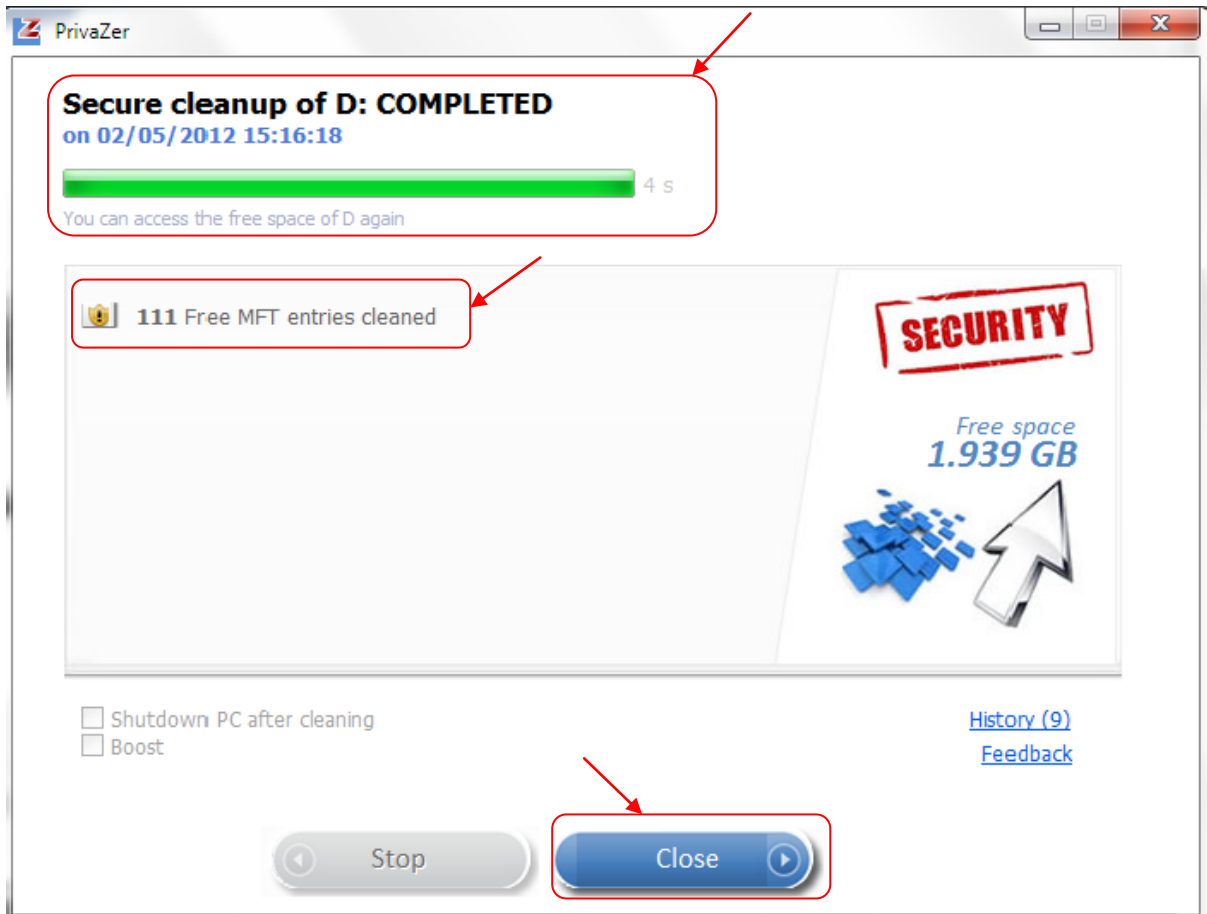 PrivaZer
Secure cleanup of D: COMPLETED
on 02/05/2012 15:16:18
4 s
You can access the free space of D again
111 Free MFT entries cleaned
SECURITY
Free space
1.939 GB
Shutdown PC after cleaning
Boost
History (9)
Feedback
Stop
Close